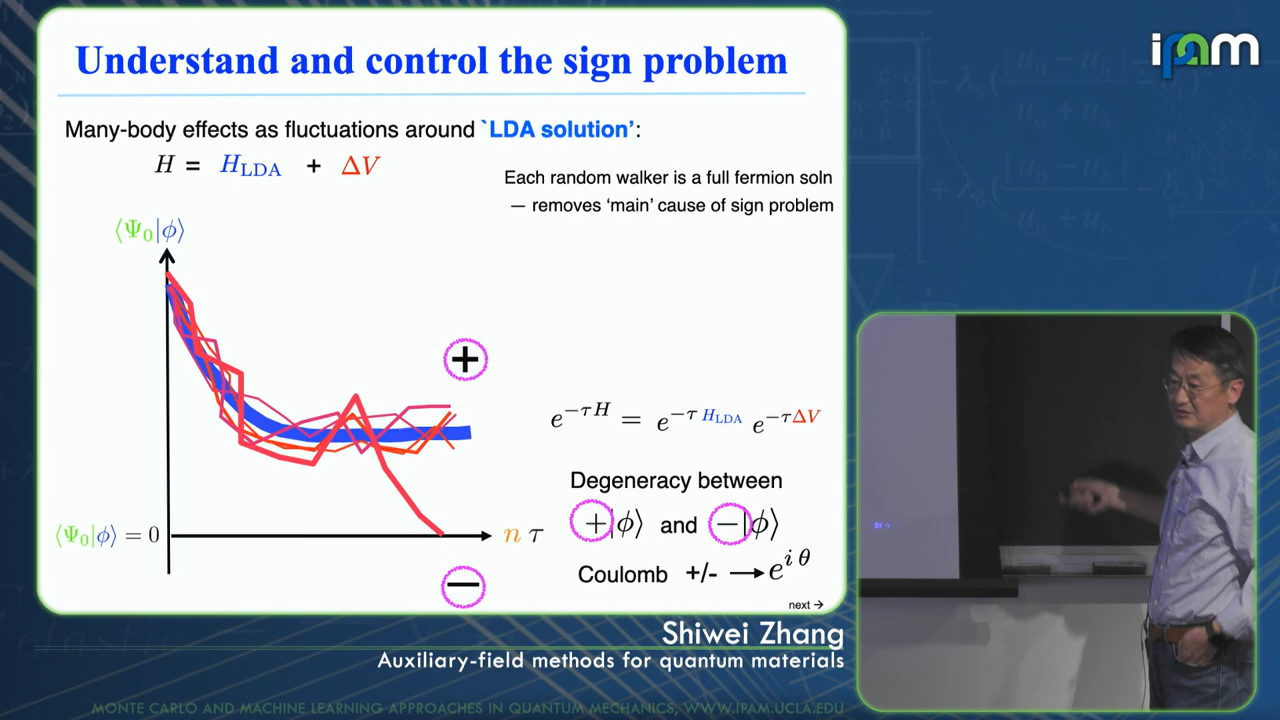 ipam
Understand and control the sign problem
Many-body effects as fluctuations around `LDA solution’:
H = H_LDA + ΔV
Each random walker is a full fermion soln
— removes ‘main’ cause of sign problem
⟨Ψ₀|ϕ⟩
+
e^{−τH} = e^{−τ H_LDA} e^{−τΔV}
Degeneracy between
+|ϕ⟩ and −|ϕ⟩
⟨Ψ₀|ϕ⟩ = 0
n τ
Coulomb +/- → e^{i θ}
−
next →
Shiwei Zhang
Auxiliary-field methods for quantum materials
MONTE CARLO AND MACHINE LEARNING APPROACHES IN QUANTUM MECHANICS, WWW.IPAM.UCLA.EDU